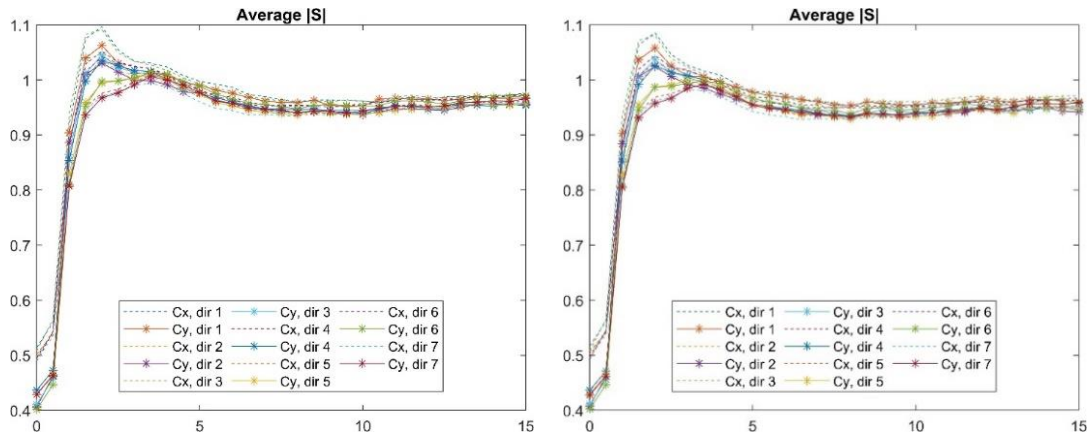 Average |S|
1.1
1
0.9
0.8
0.7
0.6
0.5
0.4
0 5 10 15
Cx, dir 1 Cy, dir 3 Cx, dir 6
Cy, dir 1 Cx, dir 4 Cy, dir 6
Cx, dir 2 Cy, dir 4 Cx, dir 7
Cy, dir 2 Cx, dir 5 Cy, dir 7
Cx, dir 3 Cy, dir 5
Average |S|
1.1
1
0.9
0.8
0.7
0.6
0.5
0.4
0 5 10 15
Cx, dir 1 Cy, dir 3 Cx, dir 6
Cy, dir 1 Cx, dir 4 Cy, dir 6
Cx, dir 2 Cy, dir 4 Cx, dir 7
Cy, dir 2 Cx, dir 5 Cy, dir 7
Cx, dir 3 Cy, dir 5